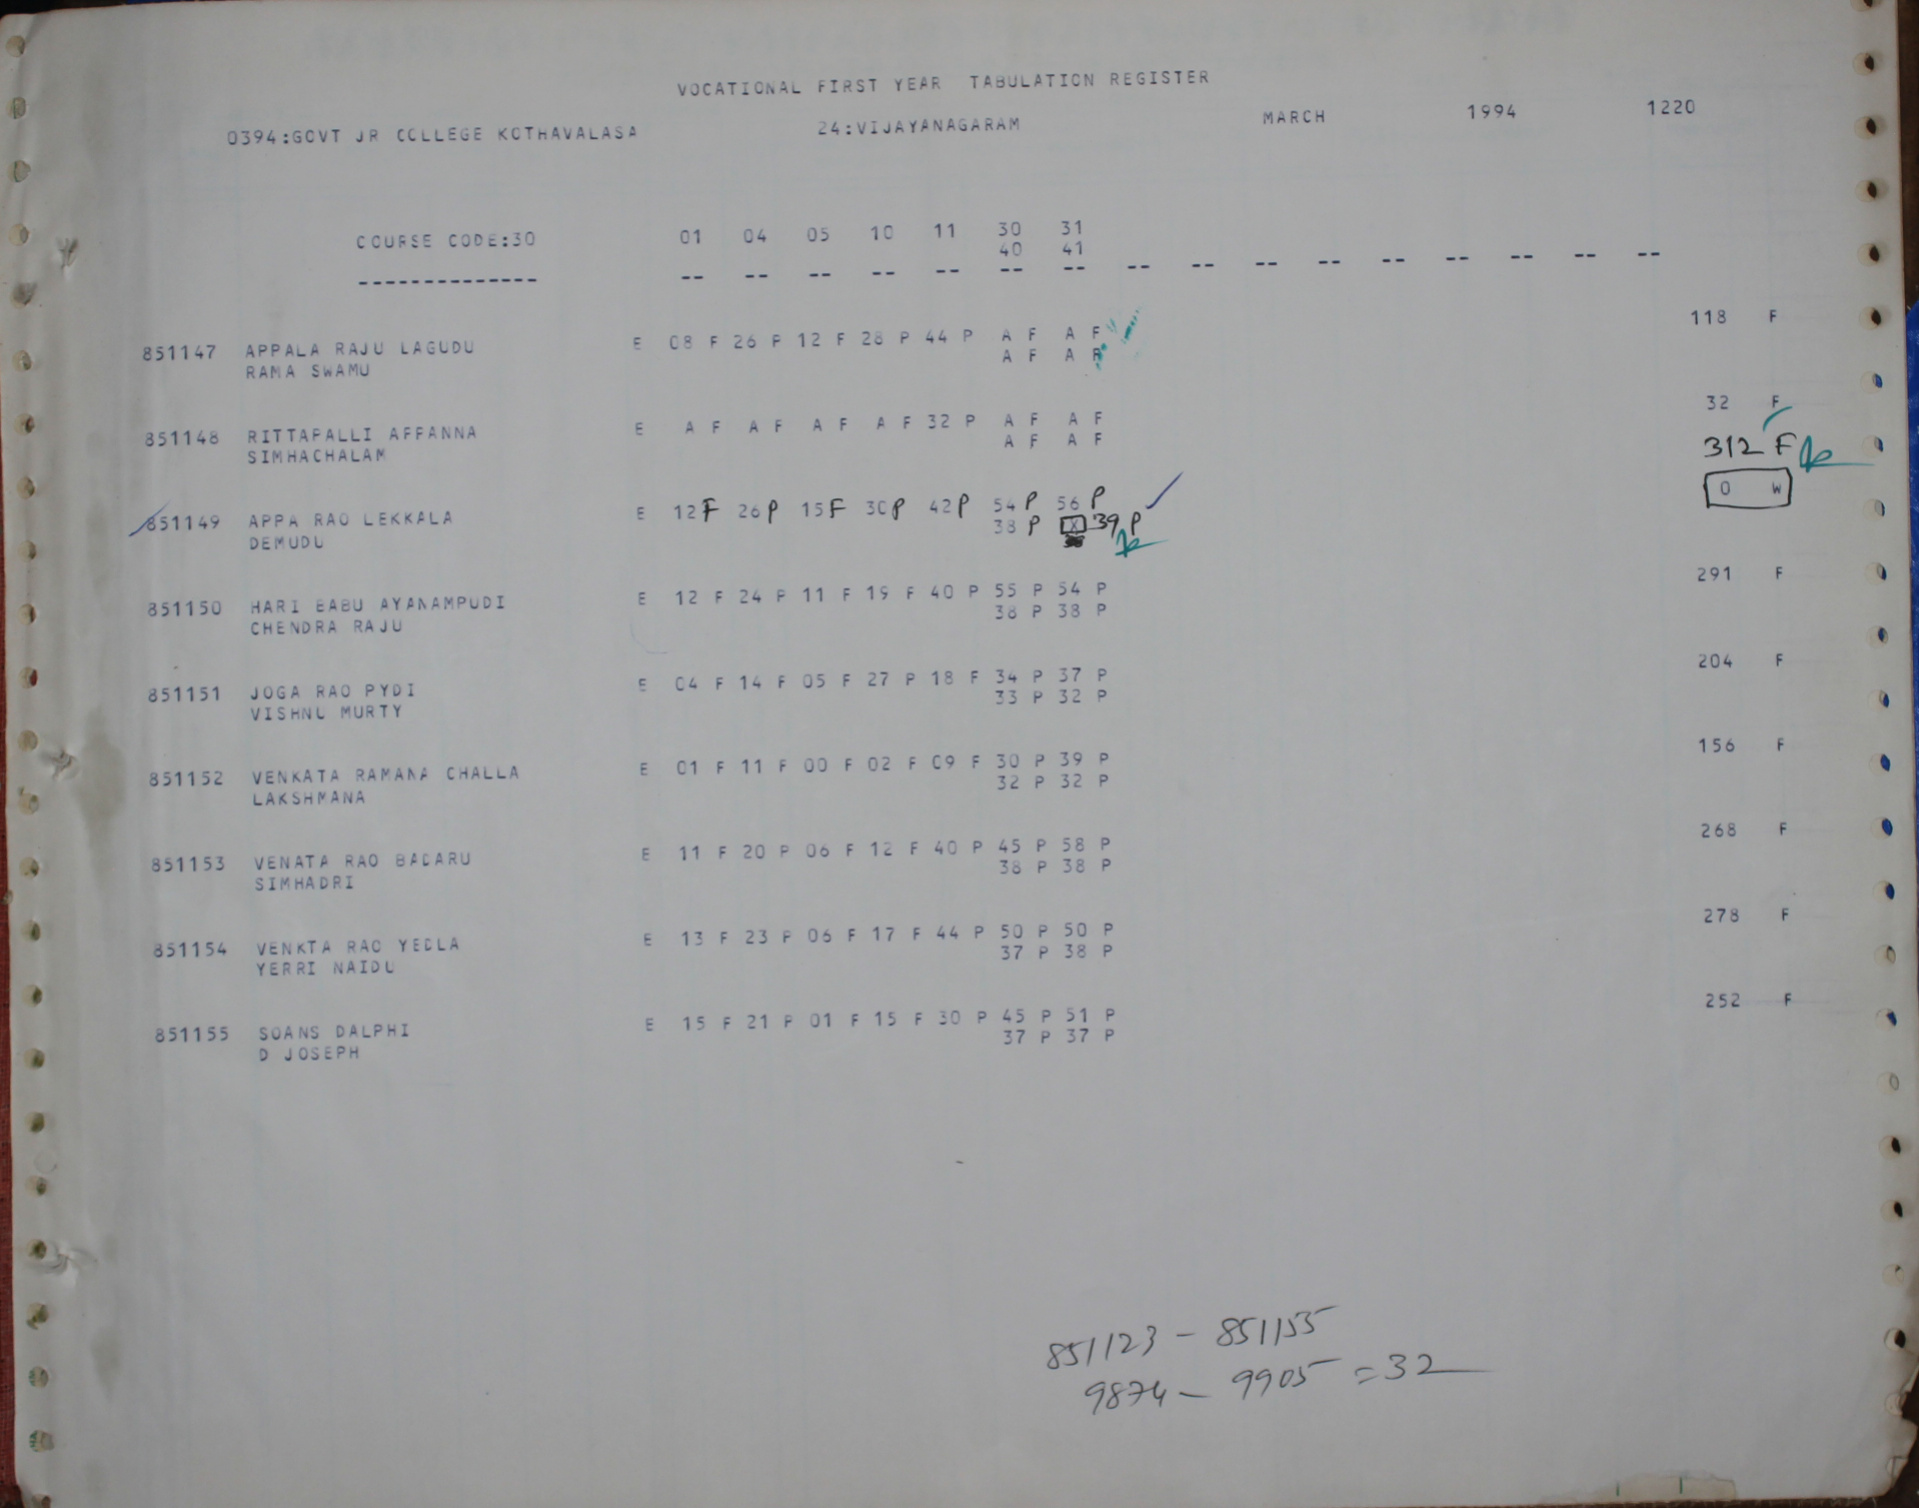 VOCATIONAL FIRST YEAR TABULATION REGISTER
0394:GOVT JR COLLEGE KOTHAVALASA 24:VIJAYANAGARAM MARCH 1994 1220
COURSE CODE:30 01 04 05 10 11 30 31
40 41
-------------- -- -- -- -- -- -- -- -- -- -- -- -- -- -- -- --
851147 APPALA RAJU LAGUDU E 08 F 26 P 12 F 28 P 44 P A F A F 118 F
RAMA SWAMU A F A F
851148 RITTAPALLI APPANNA E A F A F A F A F 32 P A F A F 32 F
SIMHACHALAM A F A F
312 F
851149 APPA RAO LEKKALA E 12 F 26 P 15 F 30 P 42 P 54 P 56 P 0 W
DEMUDU 38 P X 39 P
851150 HARI BABU AYANAMPUDI E 12 F 24 P 11 F 19 F 40 P 55 P 54 P 291 F
CHENDRA RAJU 38 P 38 P
851151 JOGA RAO PYDI E 04 F 14 F 05 F 27 P 18 F 34 P 37 P 204 F
VISHNU MURTY 33 P 32 P
851152 VENKATA RAMANA CHALLA E 01 F 11 F 00 F 02 F 09 F 30 P 39 P 156 F
LAKSHMANA 32 P 32 P
851153 VENATA RAO BADARU E 11 F 20 P 06 F 12 F 40 P 45 P 58 P 268 F
SIMHADRI 38 P 38 P
851154 VENKTA RAO YEDLA E 13 F 23 P 06 F 17 F 44 P 50 P 50 P 278 F
YERRI NAIDU 37 P 38 P
851155 SOANS DALPHI E 15 F 21 P 01 F 15 F 30 P 45 P 51 P 252 F
D JOSEPH 37 P 37 P
851123 - 851155
9874 - 9905 = 32